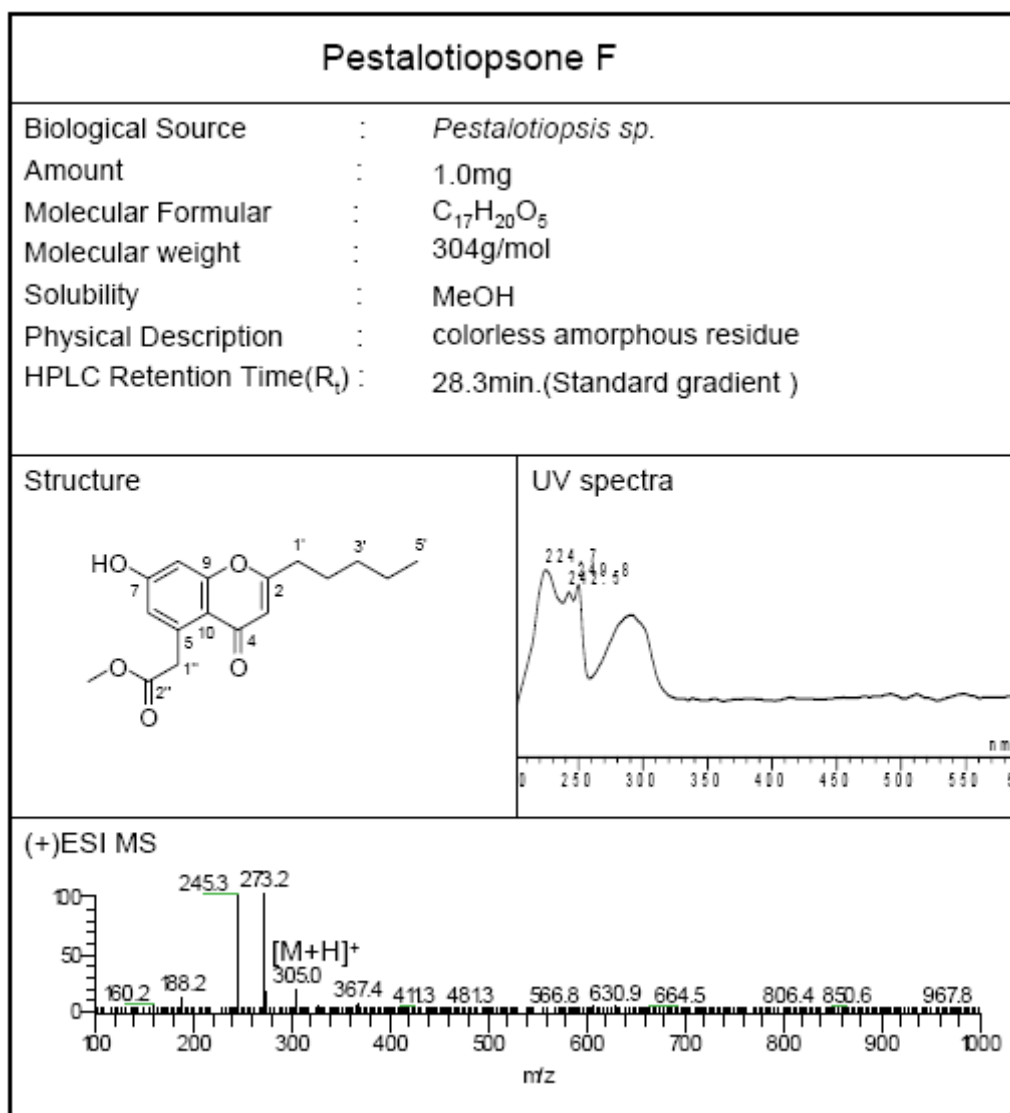 Pestalotiopsone F
Biological Source : Pestalotiopsis sp.
Amount : 1.0mg
Molecular Formular : C₁₇H₂₀O₅
Molecular weight : 304g/mol
Solubility : MeOH
Physical Description : colorless amorphous residue
HPLC Retention Time(Rₜ) : 28.3min.(Standard gradient )
Structure
HO
7
9
O
1'
3'
5'
2
10
5
4
O
1''
O
2''
O
UV spectra
224.7
242.5
249.8
nm
250 300 350 400 450 500 550
(+)ESI MS
245.3 273.2
[M+H]⁺
160.2 188.2 305.0 367.4 411.3 481.3 566.8 630.9 664.5 806.4 850.6 967.8
100
50
0
100 200 300 400 500 600 700 800 900 1000
m/z